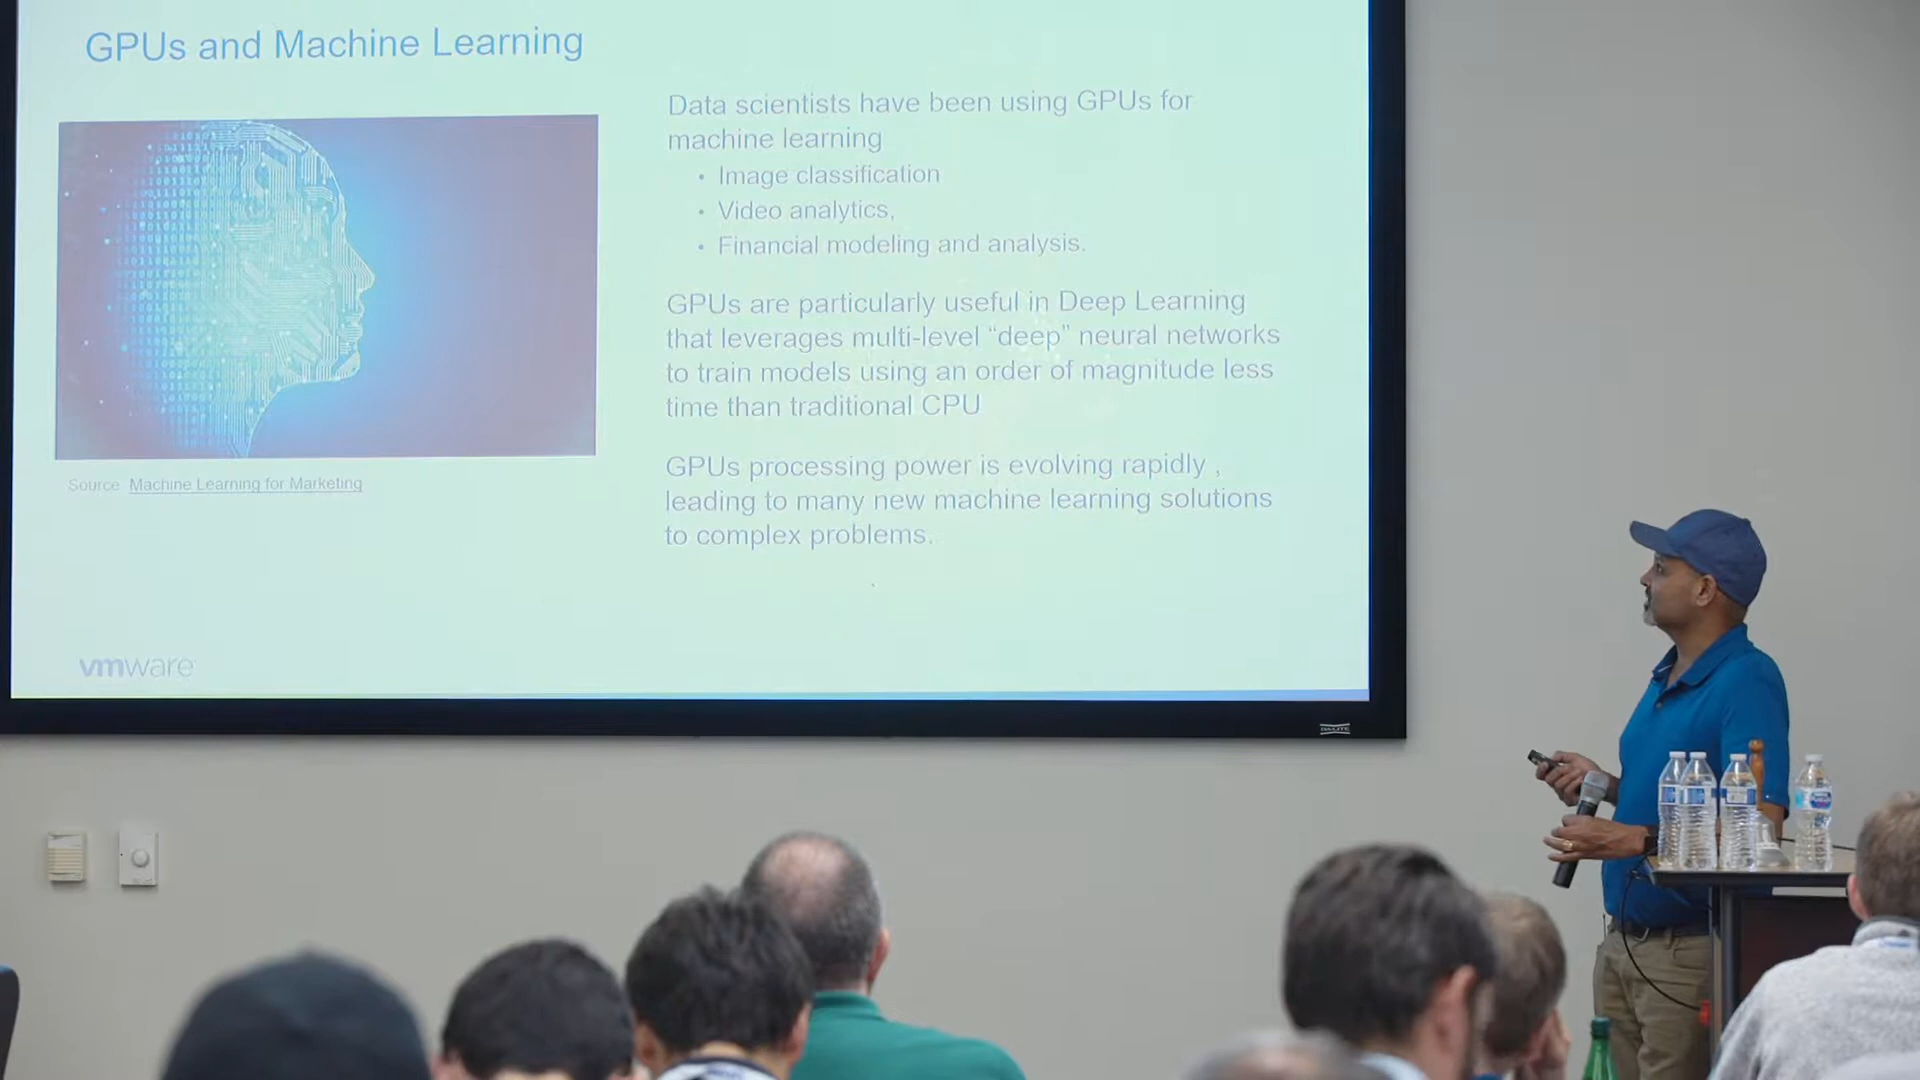 GPUs and Machine Learning
Data scientists have been using GPUs for
machine learning
• Image classification
• Video analytics,
• Financial modeling and analysis.
GPUs are particularly useful in Deep Learning
that leverages multi-level “deep” neural networks
to train models using an order of magnitude less
time than traditional CPU
GPUs processing power is evolving rapidly ,
leading to many new machine learning solutions
to complex problems.
Source Machine Learning for Marketing
vmware
DA-LITE